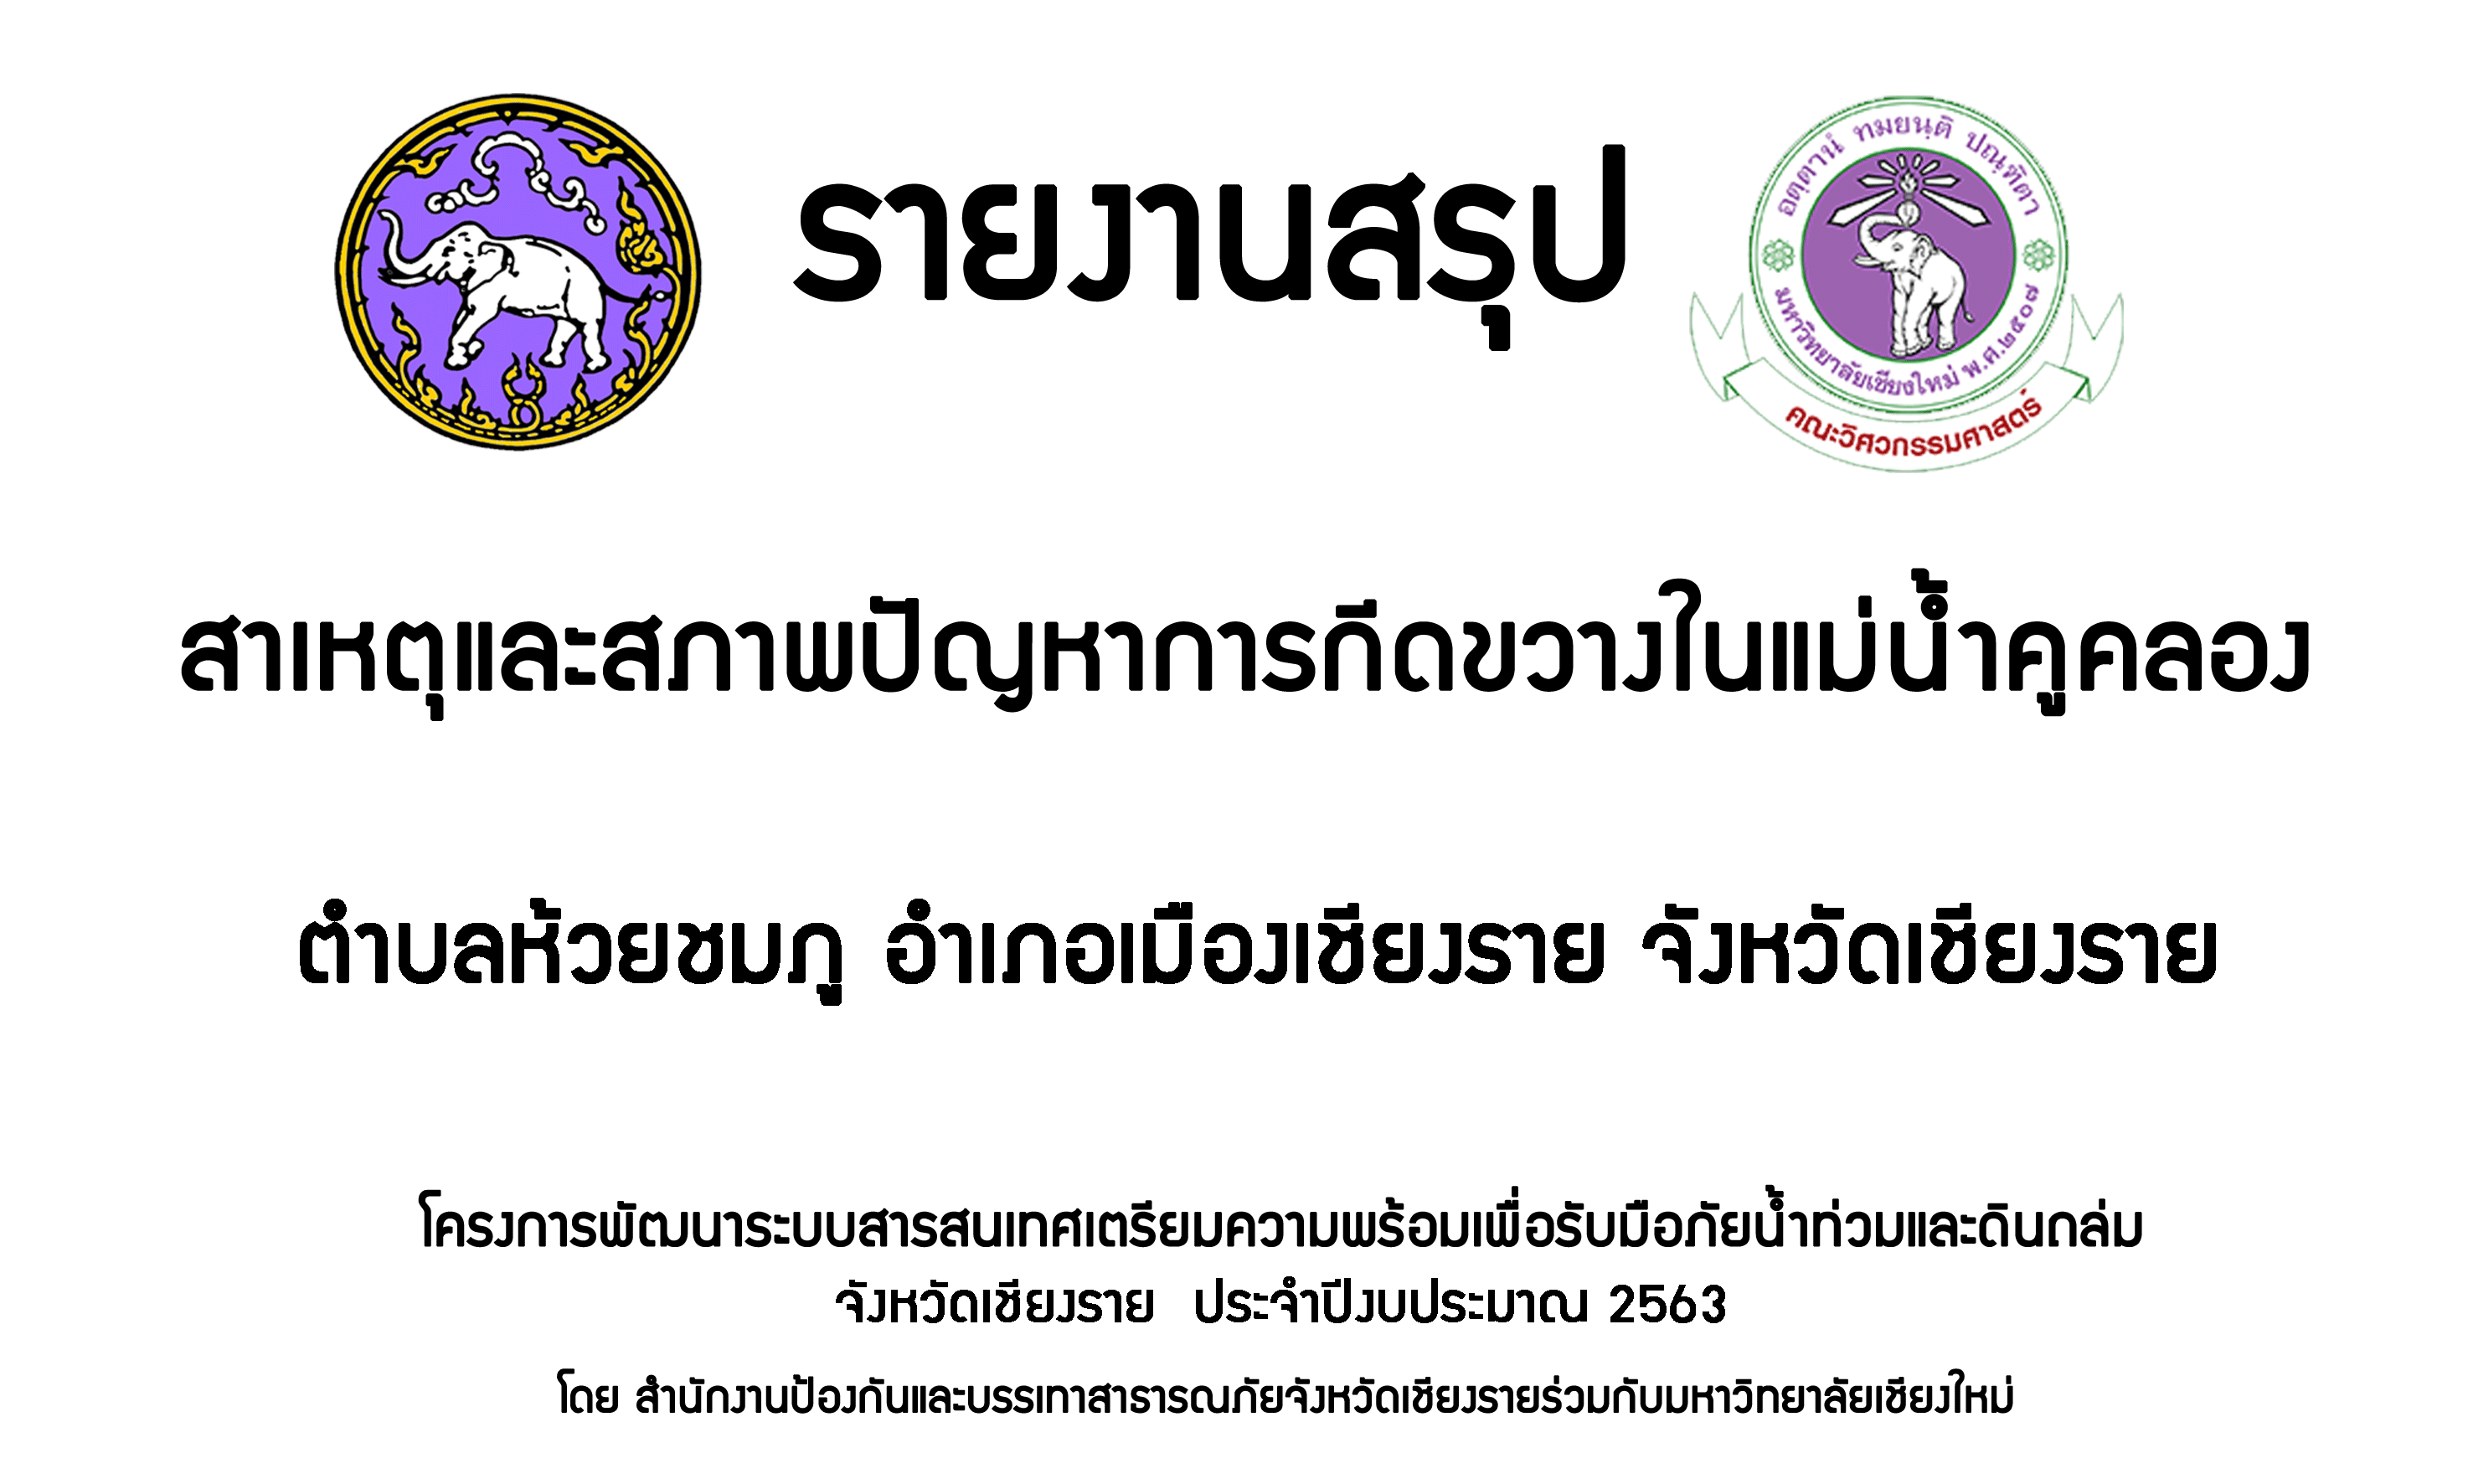 รายงานสรุป
อตฺตานํ ทมยนฺติ ปณฺฑิตา
มหาวิทยาลัยเชียงใหม่ พ.ศ.๒๕๐๗
คณะวิศวกรรมศาสตร์
สาเหตุและสภาพปัญหาการกีดขวางในแม่น้ำคูคลอง
ตำบลห้วยชมภู อำเภอเมืองเชียงราย จังหวัดเชียงราย
โครงการพัฒนาระบบสารสนเทศเตรียมความพร้อมเพื่อรับมือภัยน้ำท่วมและดินถล่ม
จังหวัดเชียงราย ประจำปีงบประมาณ 2563
โดย สำนักงานป้องกันและบรรเทาสาธารณภัยจังหวัดเชียงรายร่วมกับมหาวิทยาลัยเชียงใหม่